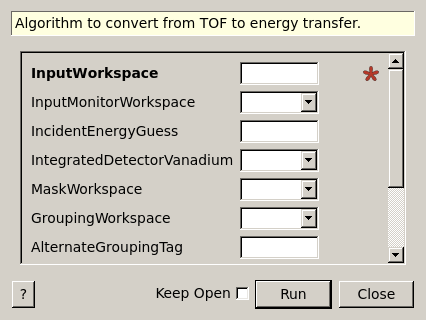 Algorithm to convert from TOF to energy transfer.
InputWorkspace
*
InputMonitorWorkspace
IncidentEnergyGuess
IntegratedDetectorVanadium
MaskWorkspace
GroupingWorkspace
AlternateGroupingTag
? Keep Open Run Close